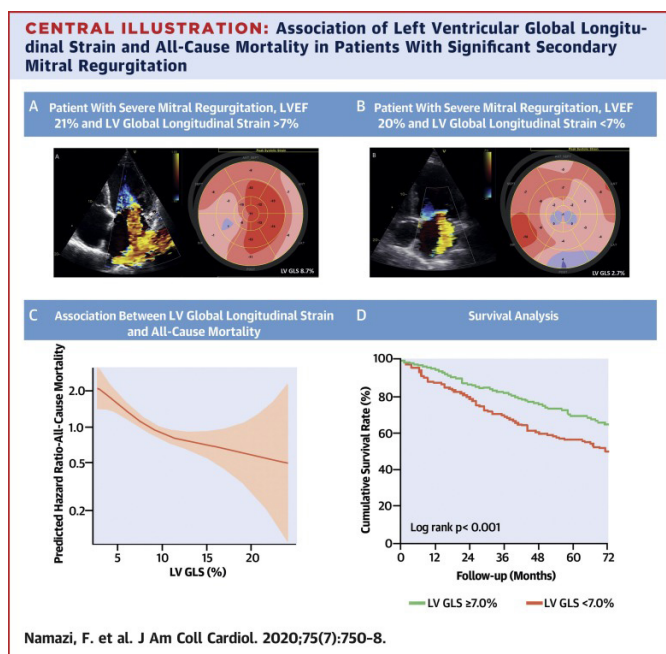 CENTRAL ILLUSTRATION: Association of Left Ventricular Global Longitu-
dinal Strain and All-Cause Mortality in Patients With Significant Secondary
Mitral Regurgitation
A
Patient With Severe Mitral Regurgitation, LVEF
21% and LV Global Longitudinal Strain >7%
B
Patient With Severe Mitral Regurgitation, LVEF
20% and LV Global Longitudinal Strain <7%
A
LV GLS 8.7%
B
LV GLS 2.7%
C
Association Between LV Global Longitudinal Strain
and All-Cause Mortality
Predicted Hazard Ratio-All-Cause Mortality
2.0
1.0
0.5
0.2
5
10
15
20
LV GLS (%)
D
Survival Analysis
Cumulative Survival Rate (%)
100
80
60
40
20
0
Log rank p< 0.001
0
12
24
36
48
60
72
Follow-up (Months)
LV GLS ≥7.0%
LV GLS <7.0%
Namazi, F. et al. J Am Coll Cardiol. 2020;75(7):750–8.